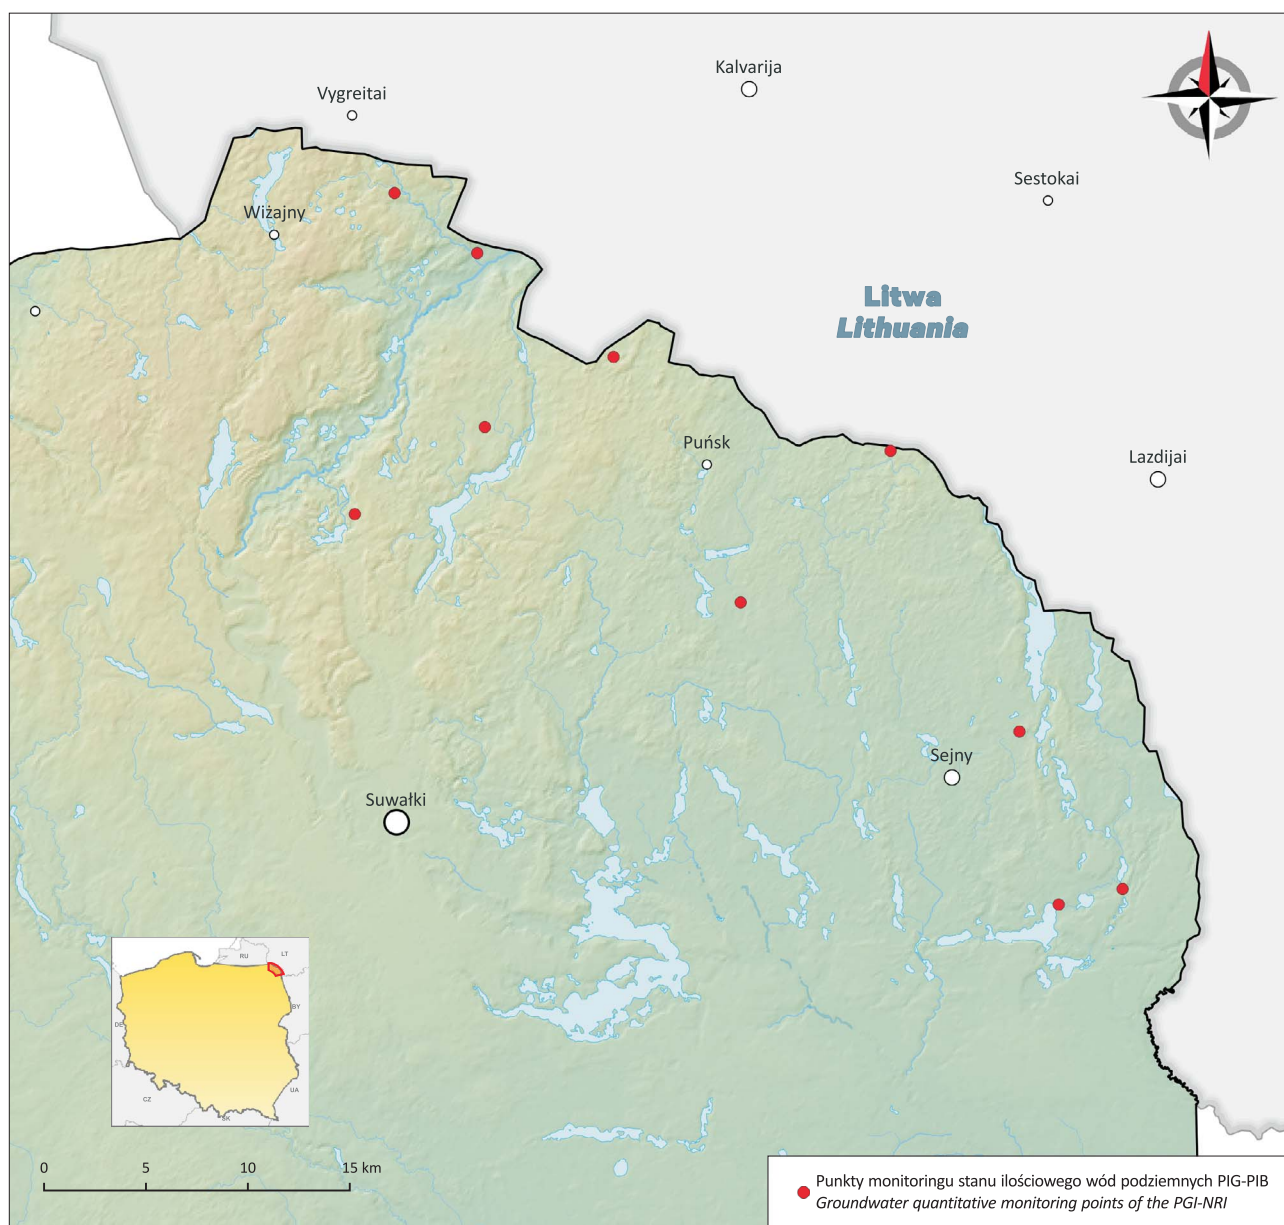 Kalvarija
Vygreitai
Sestokai
Wiżajny
Litwa
Lithuania
Puńsk
Lazdijai
Sejny
Suwałki
RU
LT
BY
DE
UA
CZ
SK
0 5 10 15 km
Punkty monitoringu stanu ilościowego wód podziemnych PIG-PIB
Groundwater quantitative monitoring points of the PGI-NRI